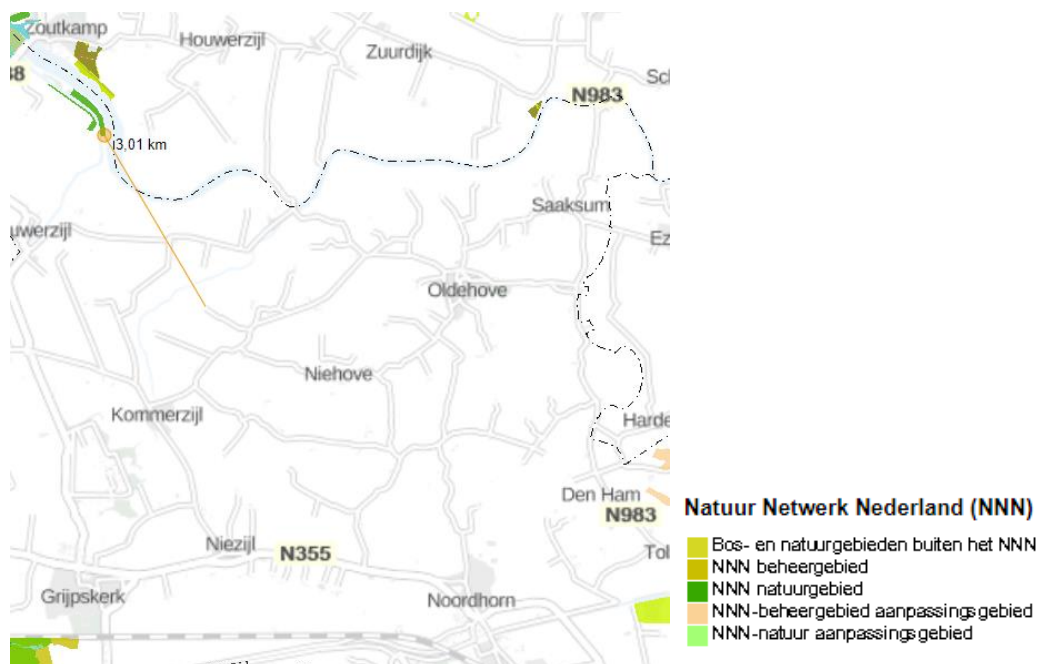 Zoutkamp
Houwerzijl
Zuurdijk
N983
3,01 km
Saaksum
Oldehove
Niehove
Kommerzijl
Den Ham
N983
Niezijl
N355
Grijpskerk
Noordhorn
Natuur Netwerk Nederland (NNN)
Bos- en natuurgebieden buiten het NNN
NNN beheergebied
NNN natuurgebied
NNN-beheergebied aanpassingsgebied
NNN-natuur aanpassingsgebied